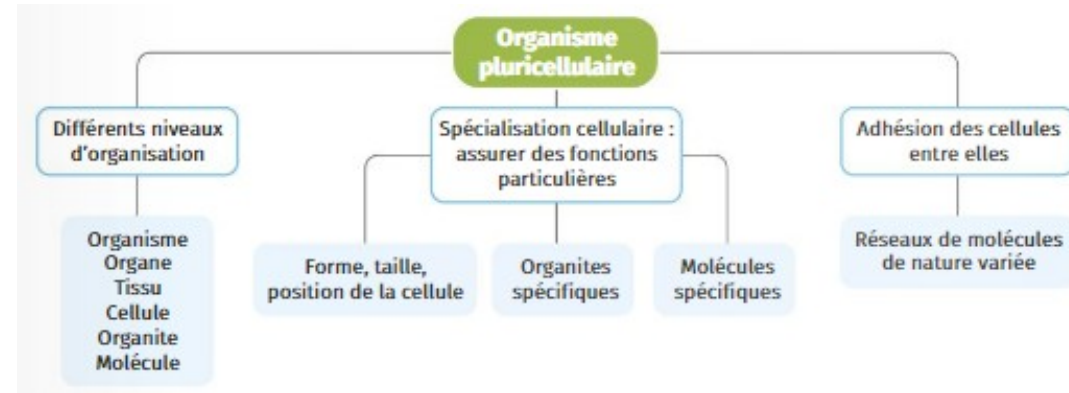 Organisme
pluricellulaire
Différents niveaux
d'organisation
Spécialisation cellulaire :
assurer des fonctions
particulières
Adhésion des cellules
entre elles
Organisme
Organe
Tissu
Cellule
Organite
Molécule
Forme, taille,
position de la cellule
Organites
spécifiques
Molécules
spécifiques
Réseaux de molécules
de nature variée